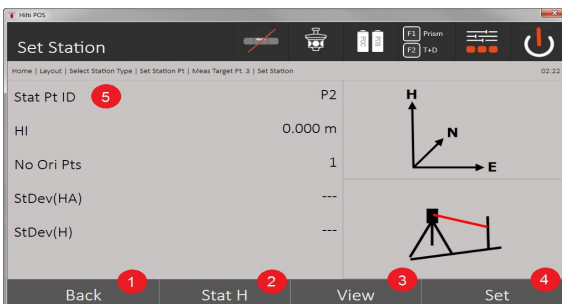 Hilti POS
Set Station
POC
POS
F1 Prism
F2 T+D
Home | Layout | Select Station Type | Set Station Pt | Meas Target Pt. 3 | Set Station
02:22
Stat Pt ID 5 P2
HI 0.000 m
No Ori Pts 1
StDev(HA) ---
StDev(H) ---
H
N
E
1 2 3 4
Back Stat H View Set